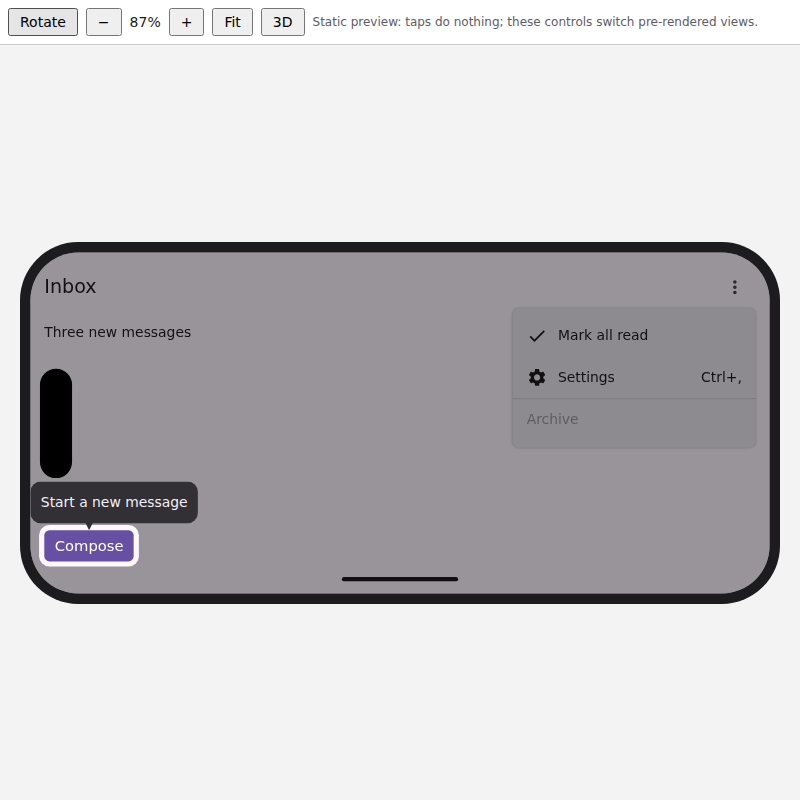 Rotate − 87% + Fit 3D Static preview: taps do nothing; these controls switch pre-rendered views.
Inbox
Three new messages
Mark all read
Settings Ctrl+,
Archive
Start a new message
Compose